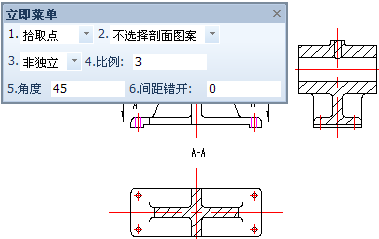 立即菜单
1. 拾取点 2. 不选择剖面图案
3. 非独立 4.比例: 3
5.角度 45 6.间距错开: 0
A A
A-A